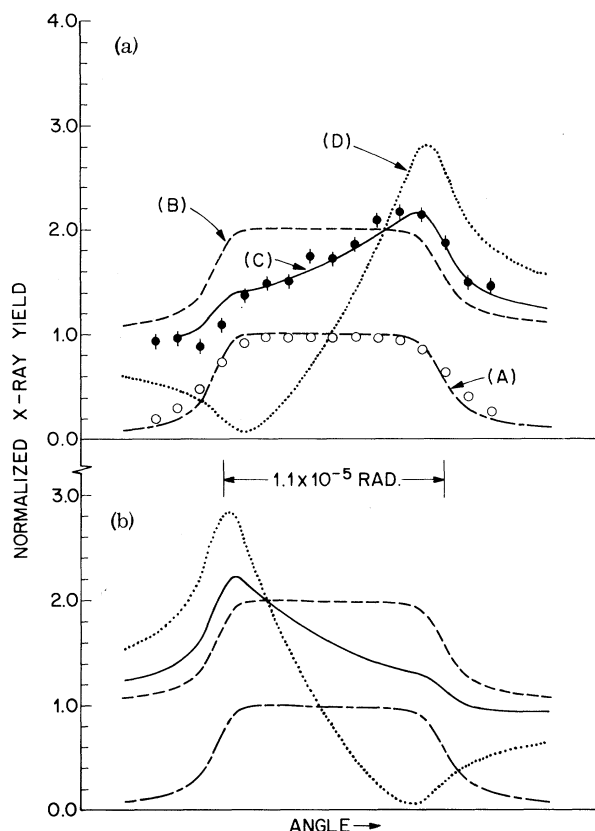 4.0
(a)
3.0
(D)
(B)
2.0
(C)
1.0
(A)
0.0
NORMALIZED X-RAY YIELD
1.1x10⁻⁵ RAD.
3.0
(b)
2.0
1.0
0.0
ANGLE→